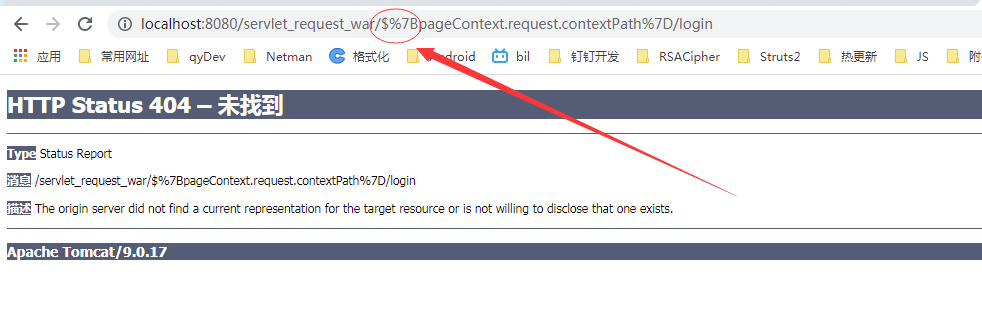 localhost:8080/servlet_request_war/$%7BpageContext.request.contextPath%7D/login
应用 常用网址 qyDev Netman 格式化 Android bil 钉钉开发 RSACipher Struts2 热更新 JS
HTTP Status 404 – 未找到
Type Status Report
消息 /servlet_request_war/$%7BpageContext.request.contextPath%7D/login
描述 The origin server did not find a current representation for the target resource or is not willing to disclose that one exists.
Apache Tomcat/9.0.17